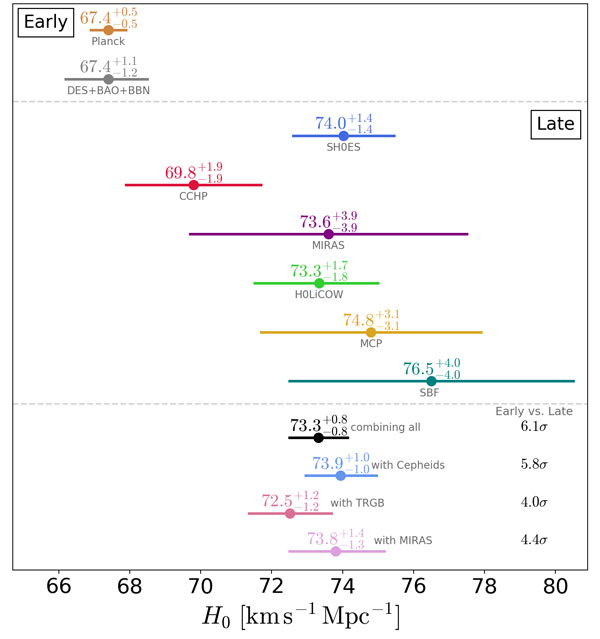 Early
67.4+0.5−0.5
Planck
67.4+1.1−1.2
DES+BAO+BBN
Late
74.0+1.4−1.4
SH0ES
69.8+1.9−1.9
CCHP
73.6+3.9−3.9
MIRAS
73.3+1.7−1.8
H0LiCOW
74.8+3.1−3.1
MCP
76.5+4.0−4.0
SBF
Early vs. Late
73.3+0.8−0.8 combining all 6.1σ
73.9+1.0−1.0 with Cepheids 5.8σ
72.5+1.2−1.2 with TRGB 4.0σ
73.8+1.4−1.3 with MIRAS 4.4σ
66 68 70 72 74 76 78 80
H₀ [km s⁻¹ Mpc⁻¹]